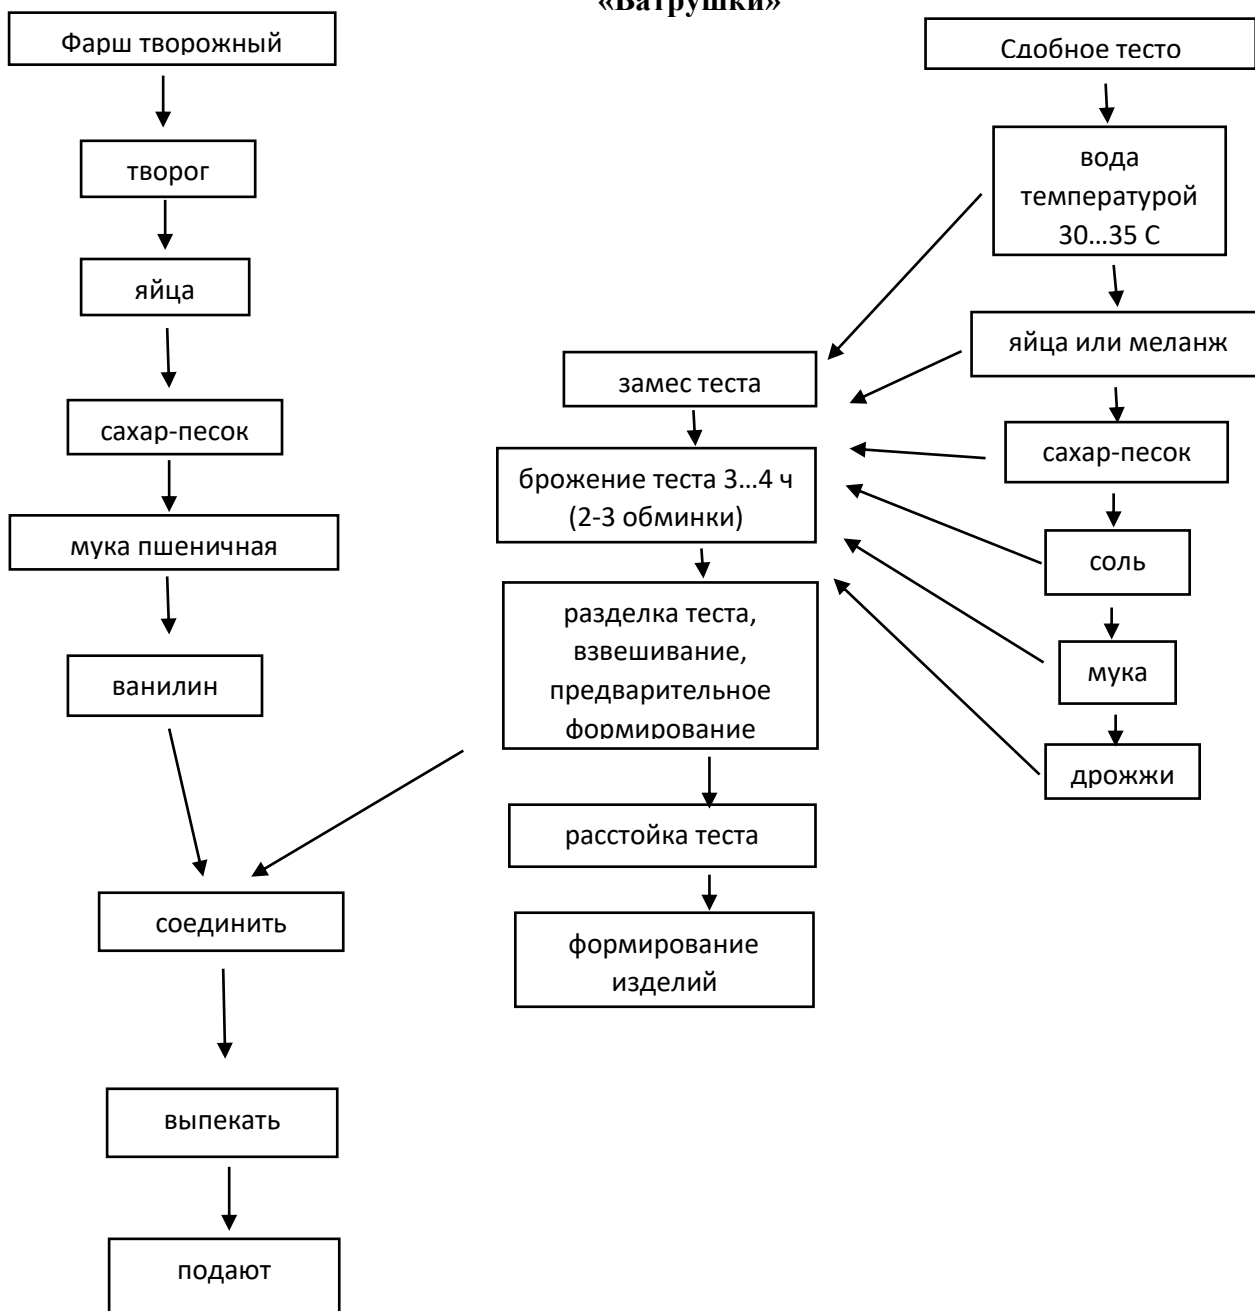 «Ватрушки»
Фарш творожный
творог
яйца
сахар-песок
мука пшеничная
ванилин
соединить
выпекать
подают
замес теста
брожение теста 3...4 ч
(2-3 обминки)
разделка теста,
взвешивание,
предварительное
формирование
расстойка теста
формирование
изделий
Сдобное тесто
вода
температурой
30...35 С
яйца или меланж
сахар-песок
соль
мука
дрожжи